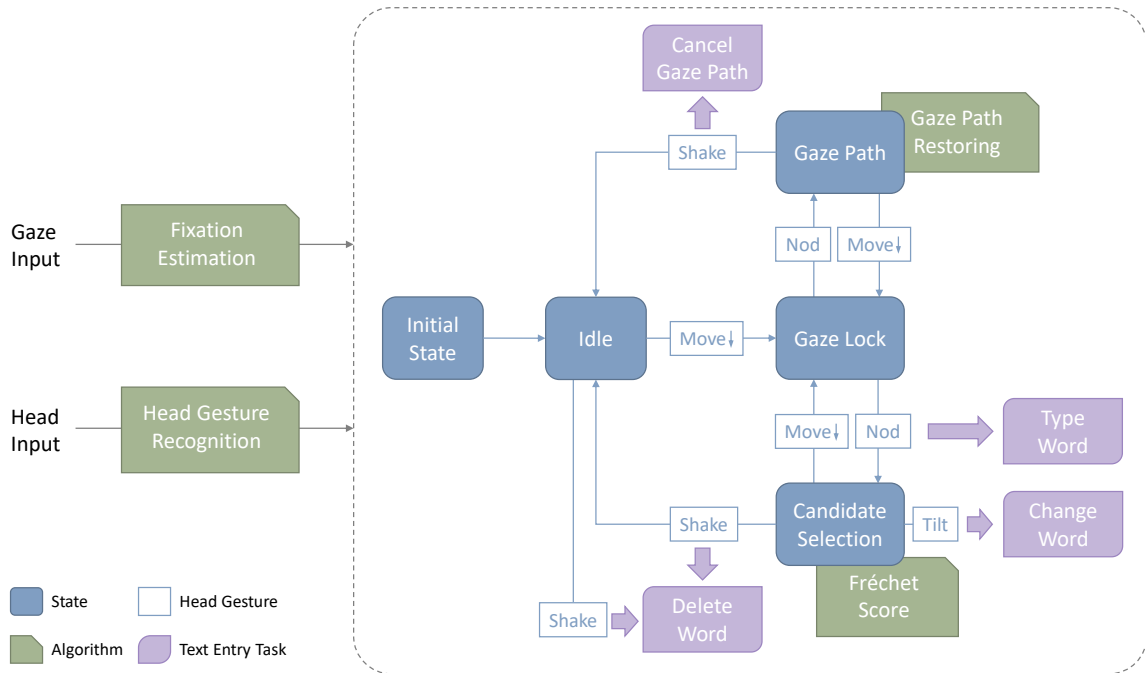 Cancel
Gaze Path
Gaze Path
Restoring
Shake
Gaze Path
Gaze
Input
Fixation
Estimation
Nod
Move↓
Initial
State
Idle
Move↓
Gaze Lock
Head
Input
Head Gesture
Recognition
Move↓
Nod
Type
Word
Shake
Candidate
Selection
Tilt
Change
Word
State
Head Gesture
Algorithm
Text Entry Task
Shake
Delete
Word
Fréchet
Score